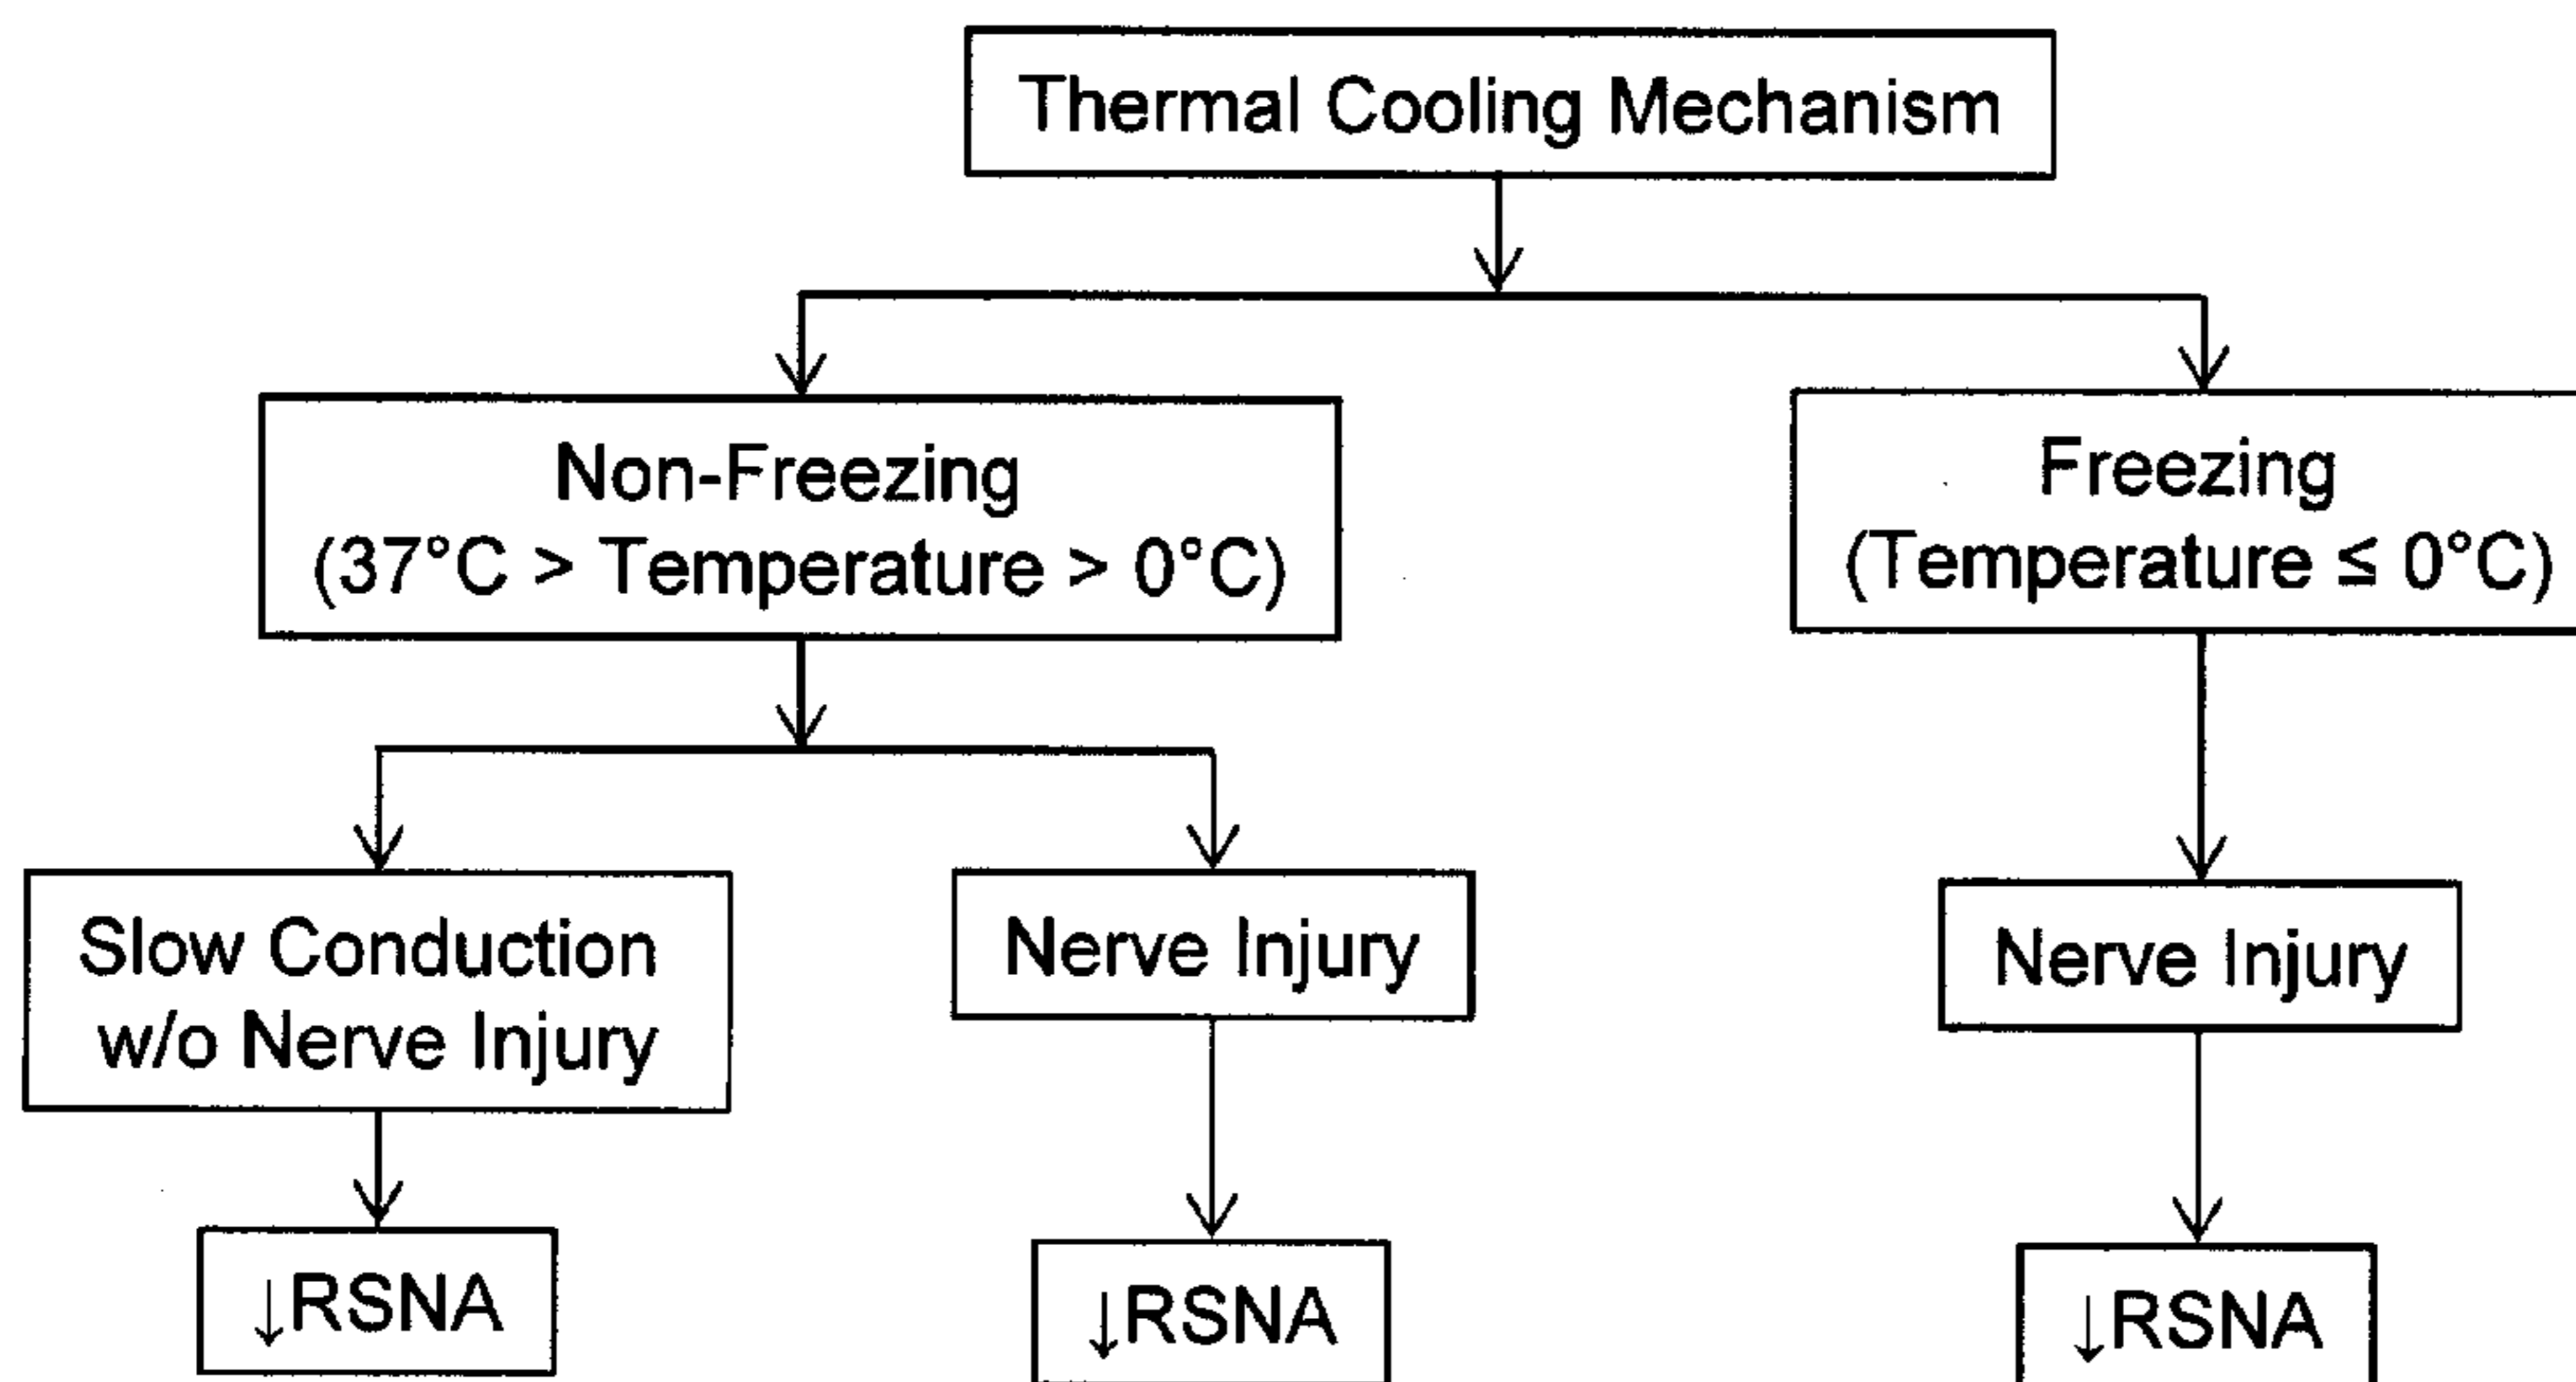 Thermal Cooling Mechanism
Non-Freezing
(37°C > Temperature > 0°C)
Freezing
(Temperature ≤ 0°C)
Slow Conduction
w/o Nerve Injury
Nerve Injury
Nerve Injury
↓RSNA
↓RSNA
↓RSNA